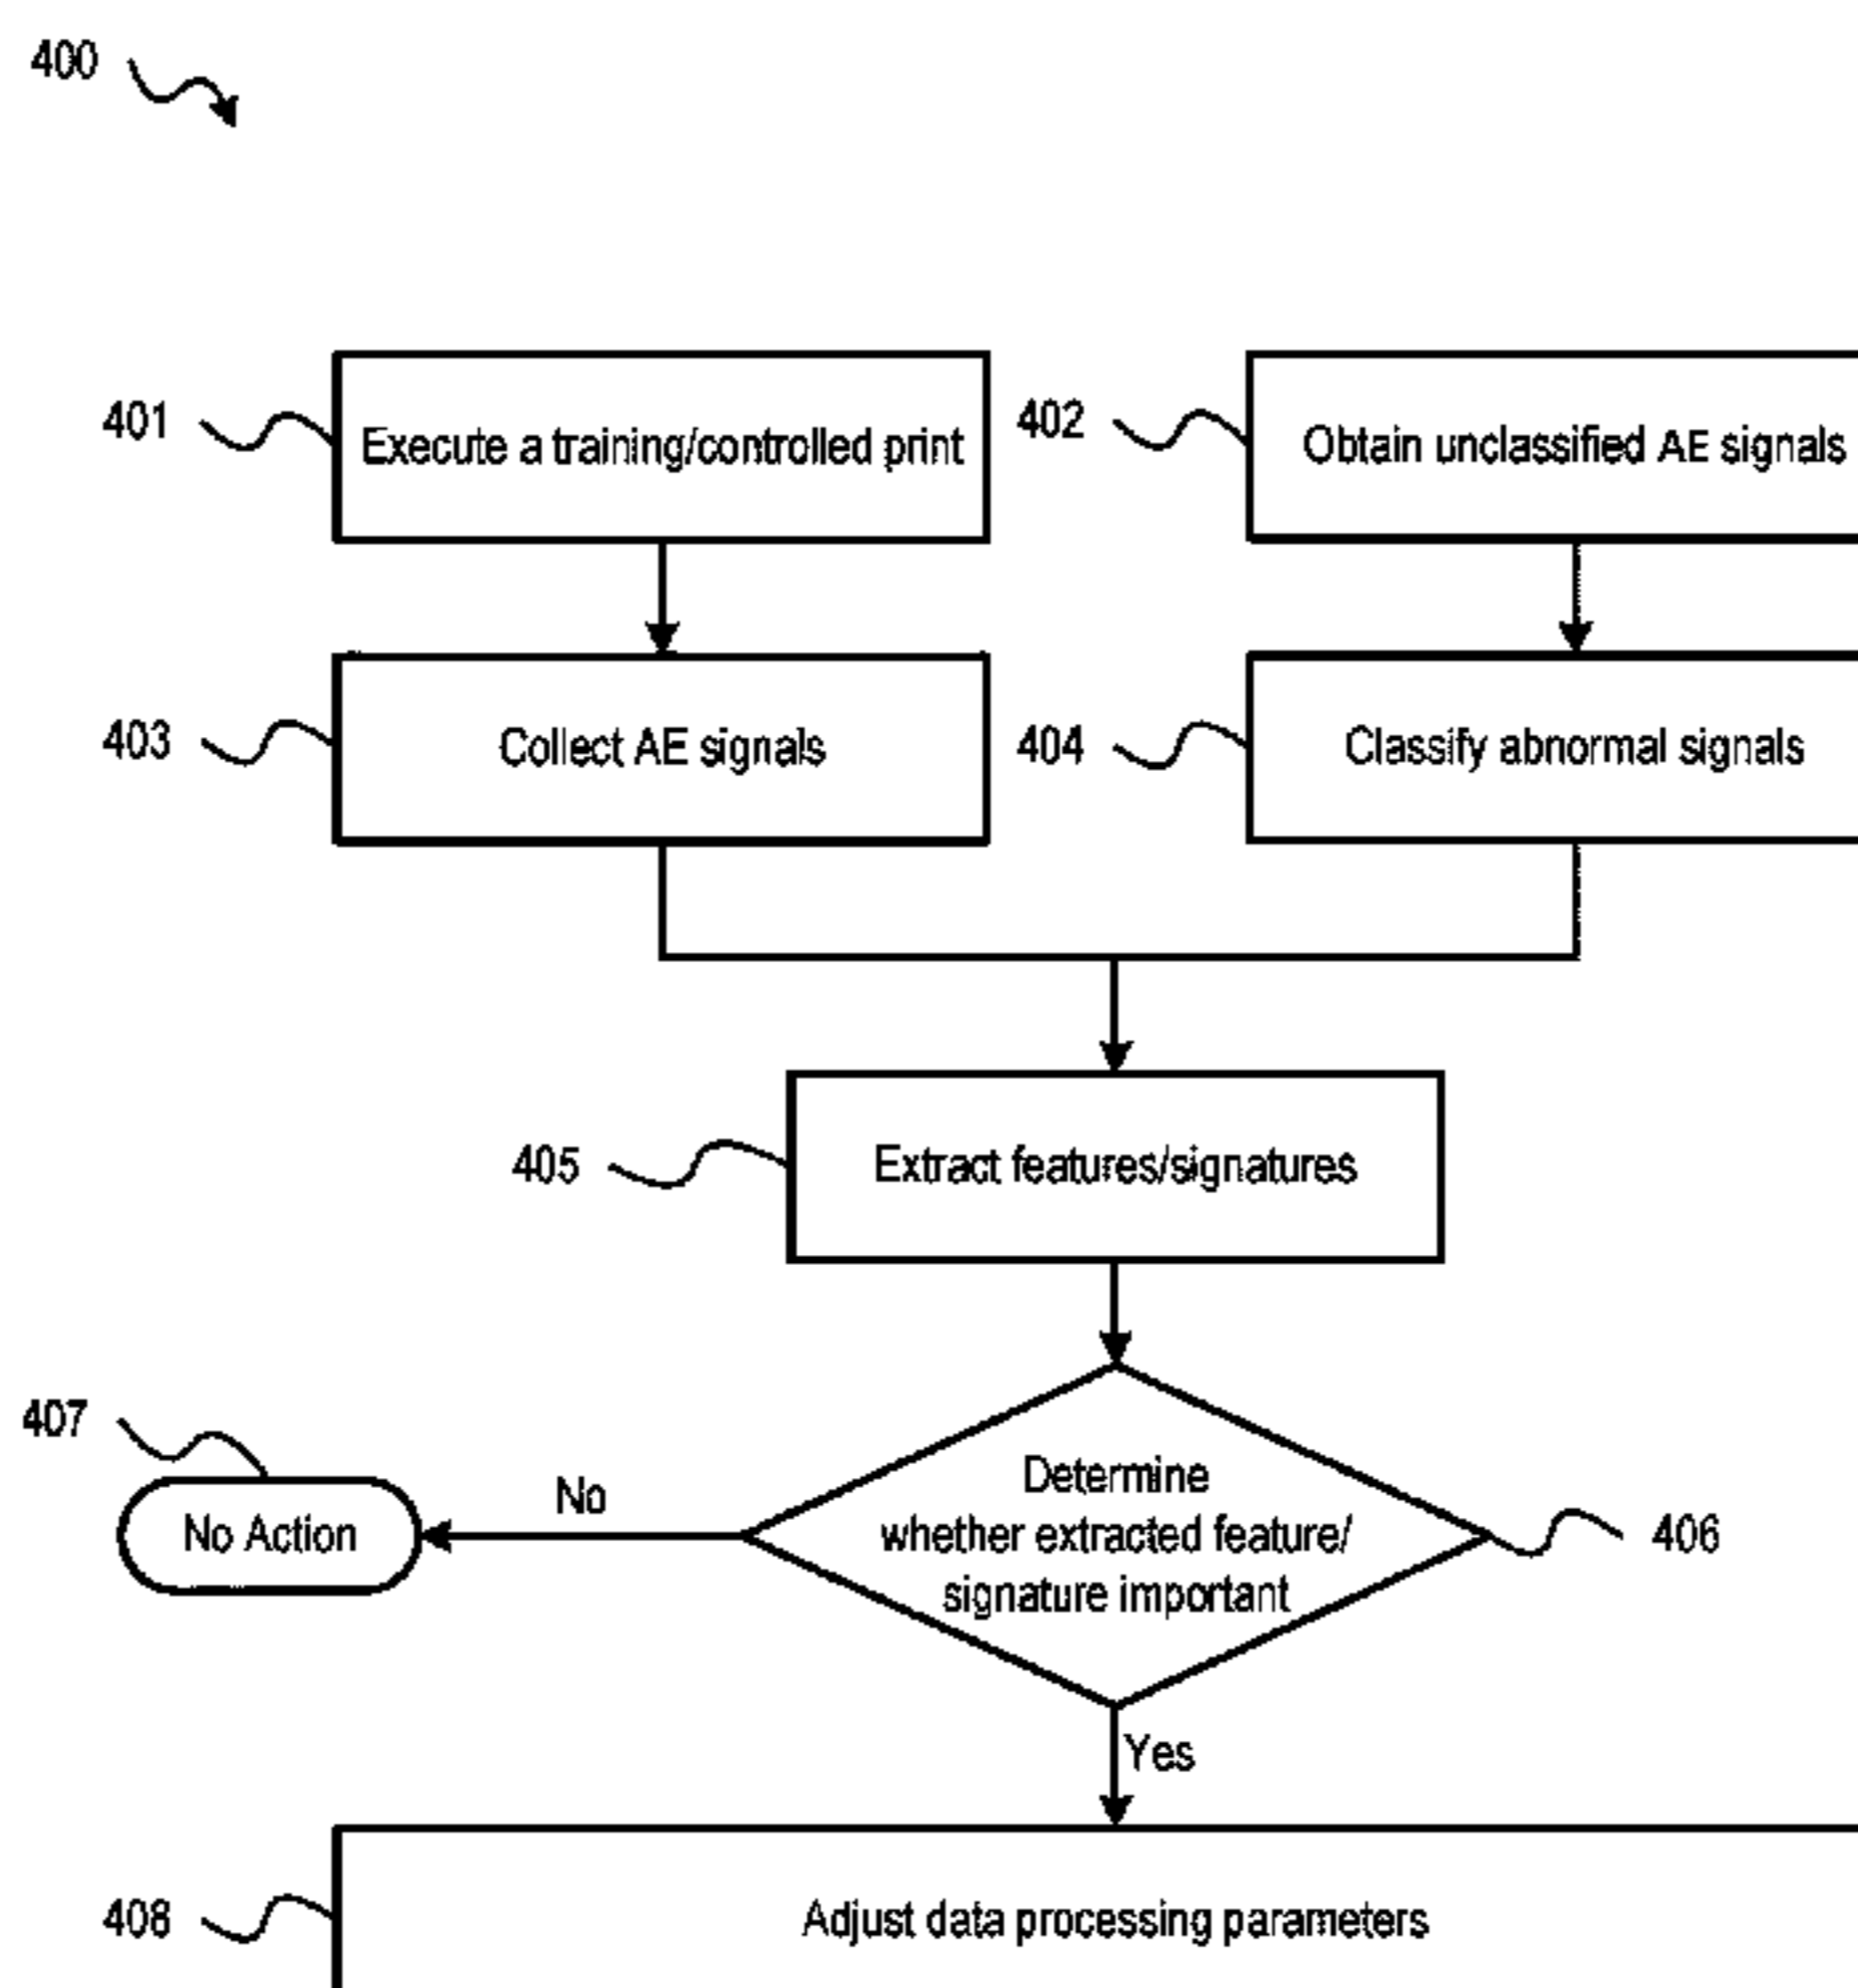 400
401
Execute a training/controlled print
402
Obtain unclassified AE signals
403
Collect AE signals
404
Classify abnormal signals
405
Extract features/signatures
407
No Action
No
Determine
whether extracted feature/
signature important
406
Yes
408
Adjust data processing parameters